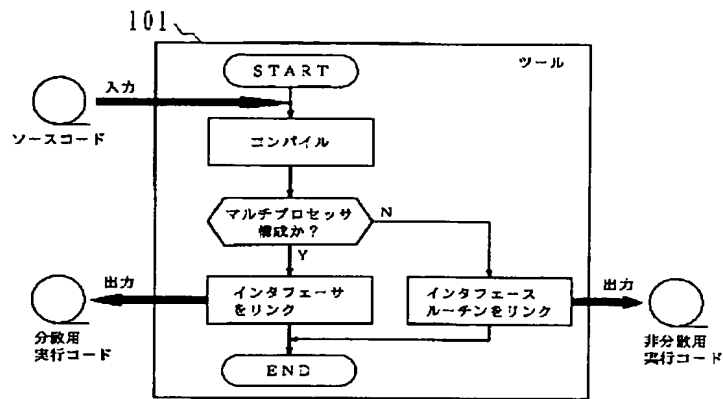 101
ツール
START
入力
ソースコード
コンパイル
マルチプロセッサ
構成か?
N
Y
出力
インタフェーサ
をリンク
インタフェース
ルーチンをリンク
出力
分散用
実行コード
非分散用
実行コード
END